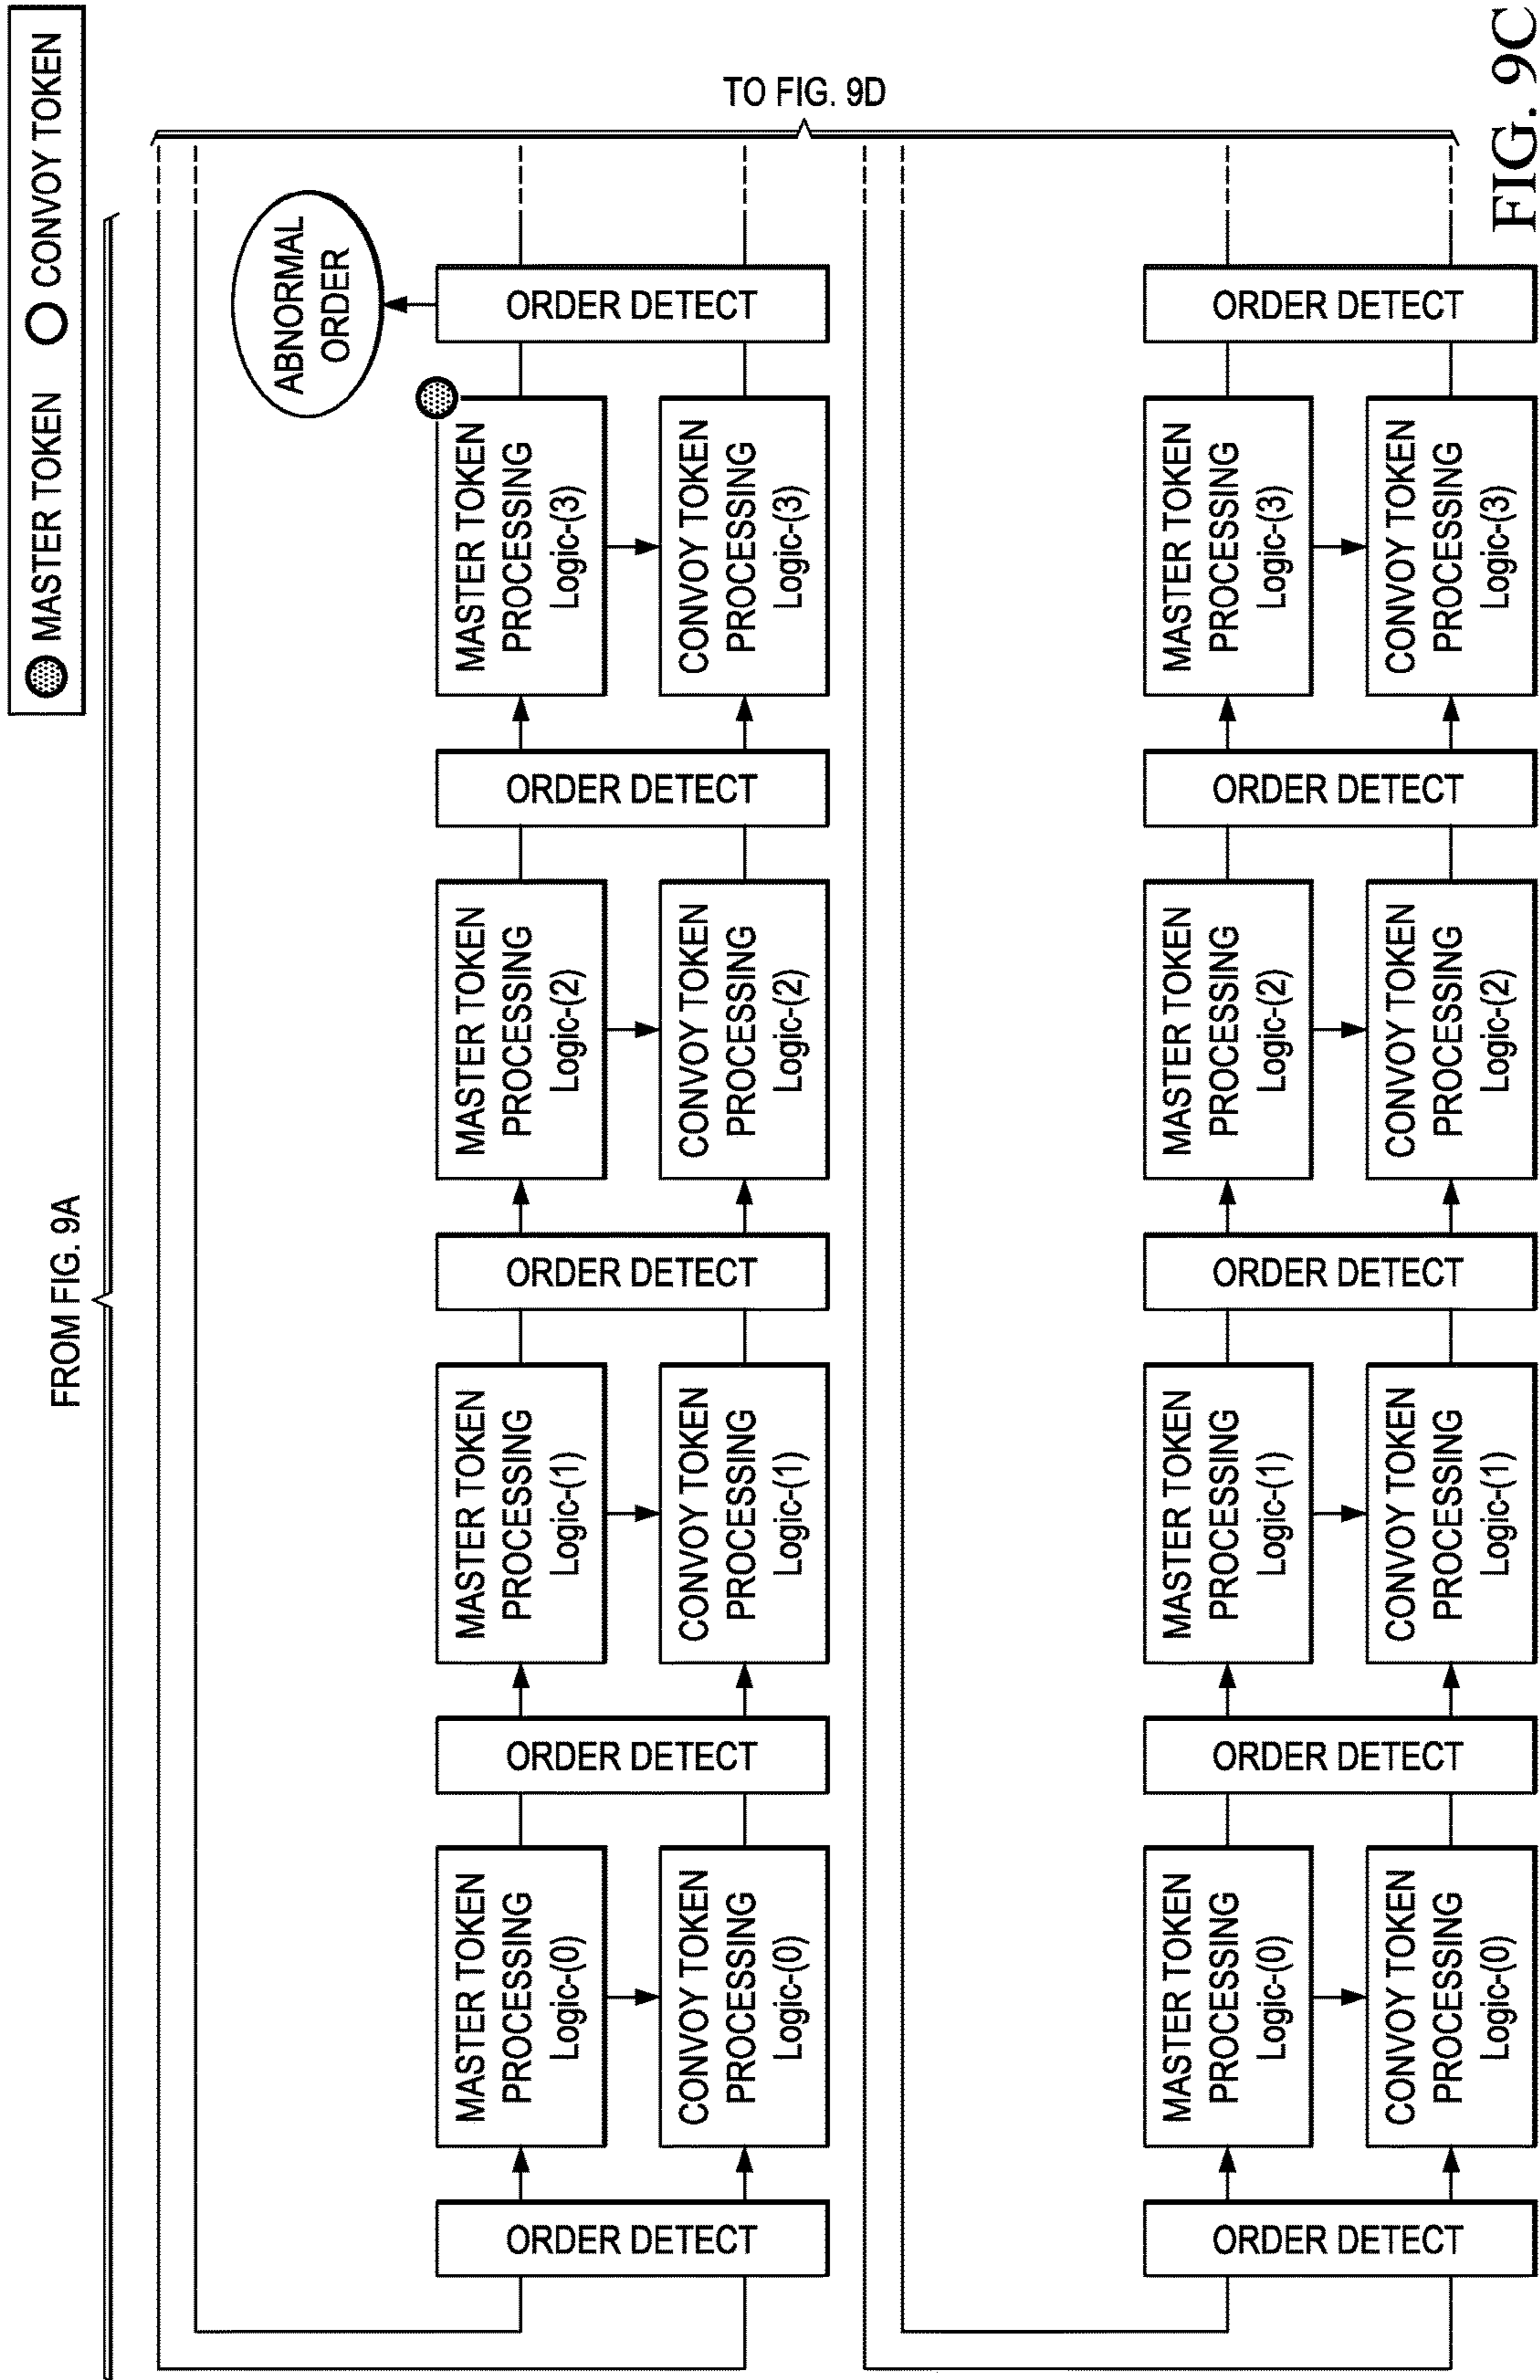 MASTER TOKEN CONVOY TOKEN
FROM FIG. 9A
TO FIG. 9D
ABNORMAL
ORDER
ORDER DETECT
MASTER TOKEN
PROCESSING
Logic-(0)
CONVOY TOKEN
PROCESSING
Logic-(0)
ORDER DETECT
MASTER TOKEN
PROCESSING
Logic-(1)
CONVOY TOKEN
PROCESSING
Logic-(1)
ORDER DETECT
MASTER TOKEN
PROCESSING
Logic-(2)
CONVOY TOKEN
PROCESSING
Logic-(2)
ORDER DETECT
MASTER TOKEN
PROCESSING
Logic-(3)
CONVOY TOKEN
PROCESSING
Logic-(3)
ORDER DETECT
ORDER DETECT
MASTER TOKEN
PROCESSING
Logic-(0)
CONVOY TOKEN
PROCESSING
Logic-(0)
ORDER DETECT
MASTER TOKEN
PROCESSING
Logic-(1)
CONVOY TOKEN
PROCESSING
Logic-(1)
ORDER DETECT
MASTER TOKEN
PROCESSING
Logic-(2)
CONVOY TOKEN
PROCESSING
Logic-(2)
ORDER DETECT
MASTER TOKEN
PROCESSING
Logic-(3)
CONVOY TOKEN
PROCESSING
Logic-(3)
ORDER DETECT
FIG. 9C